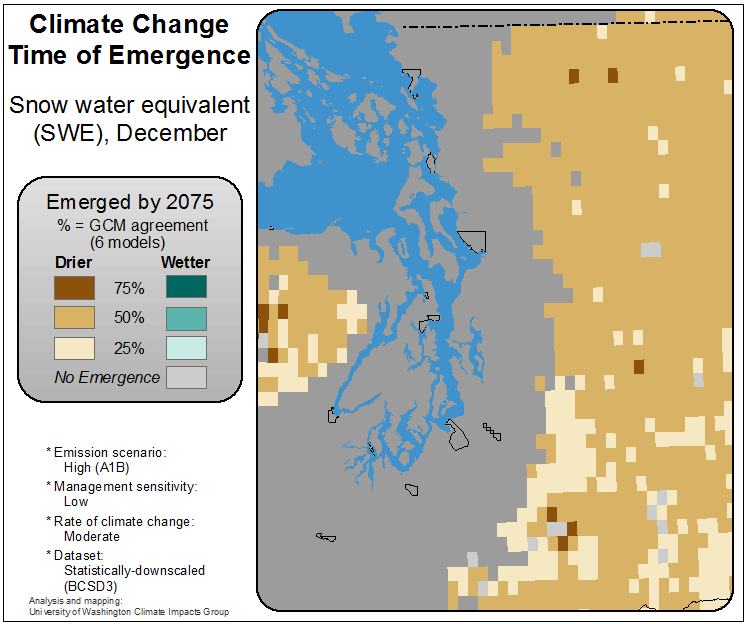 Climate Change
Time of Emergence
Snow water equivalent
(SWE), December
Emerged by 2075
% = GCM agreement
(6 models)
Drier Wetter
75%
50%
25%
No Emergence
* Emission scenario:
High (A1B)
* Management sensitivity:
Low
* Rate of climate change:
Moderate
* Dataset:
Statistically-downscaled
(BCSD3)
Analysis and mapping:
University of Washington Climate Impacts Group